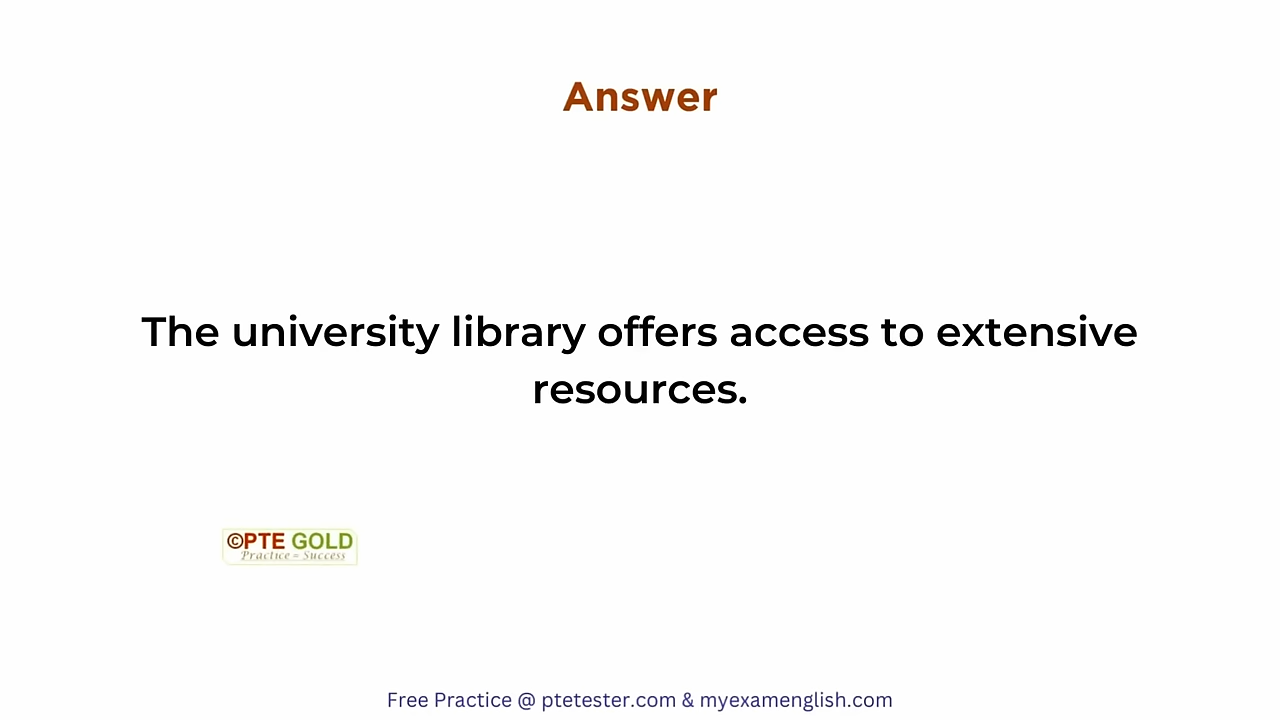 Answer
The university library offers access to extensive
resources.
©PTE GOLD
Practice = Success
Free Practice @ ptetester.com & myexamenglish.com